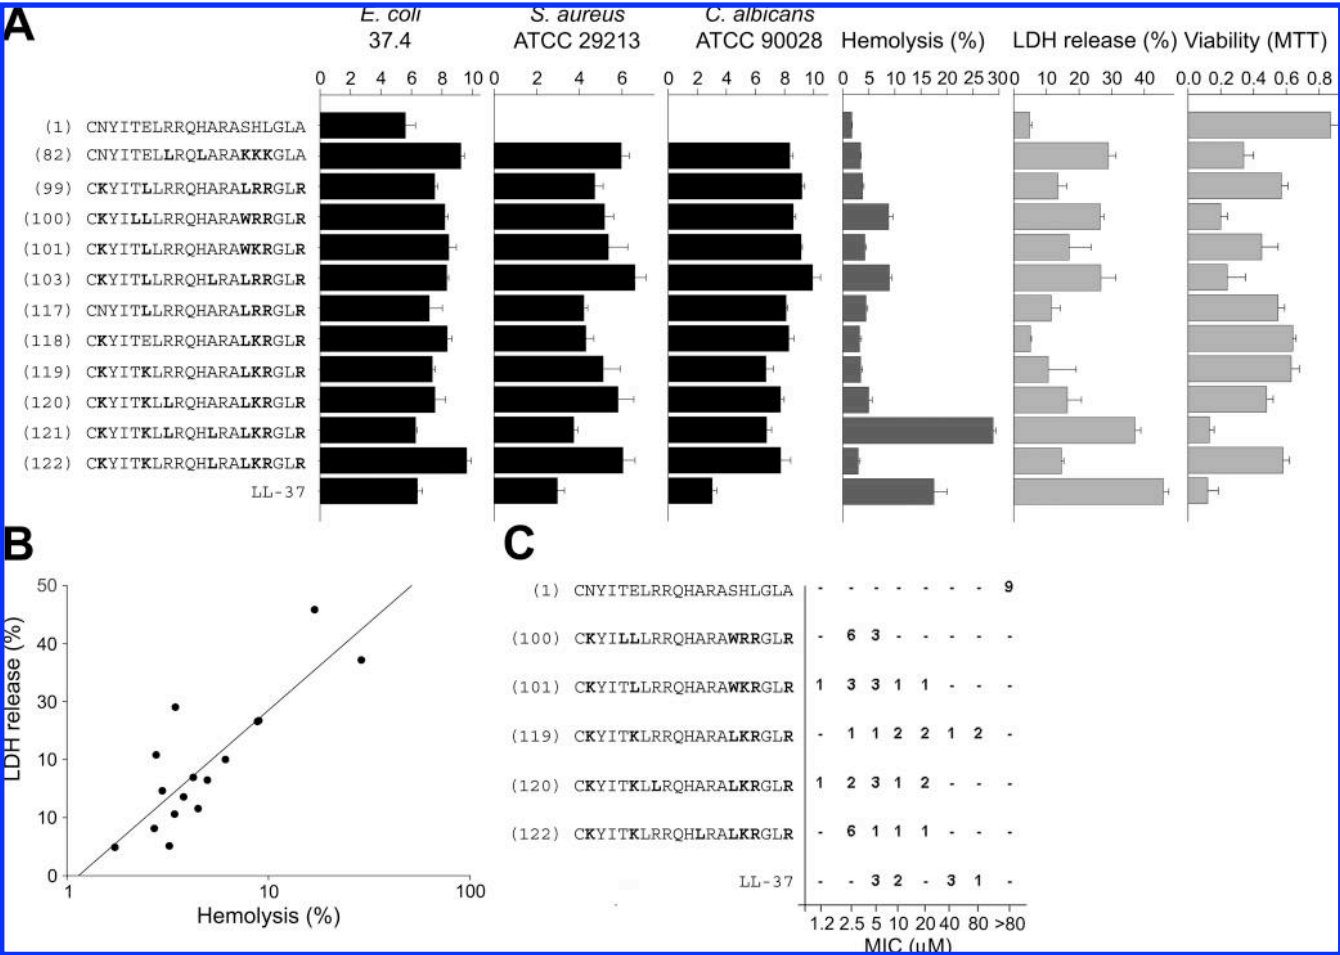 A
E. coli S. aureus C. albicans
37.4 ATCC 29213 ATCC 90028 Hemolysis (%) LDH release (%) Viability (MTT)
0 2 4 6 8 10 0 2 4 6 0 2 4 6 8 10 0 5 10 15 20 25 30 0 10 20 30 40 0.0 0.2 0.4 0.6 0.8
(1) CNYITELRRQHARASHLGLA
(82) CNYITELLRQLARAKKKGLA
(99) CKYITLLRRQHARALRRGLR
(100) CKYILLLRRQHARAWRRGLR
(101) CKYITLLRRQHARAWKRGLR
(103) CKYITLLRRQHLRALRRGLR
(117) CNYITLLRRQHARALRRGLR
(118) CKYITELRRQHARALKRGLR
(119) CKYITKLRRQHARALKRGLR
(120) CKYITKLLRQHARALKRGLR
(121) CKYITKLLRQHLRALKRGLR
(122) CKYITKLRRQHLRALKRGLR
LL-37
B
50
40
30
10
10
0
LDH release (%)
1 10 100
Hemolysis (%)
C
(1) CNYITELRRQHARASHLGLA - - - - - - - 9
(100) CKYILLLRRQHARAWRRGLR - 6 3 - - - - -
(101) CKYITLLRRQHARAWKRGLR 1 3 3 1 1 - - -
(119) CKYITKLRRQHARALKRGLR - 1 1 2 2 1 2 -
(120) CKYITKLLRQHARALKRGLR 1 2 3 1 2 - - -
(122) CKYITKLRRQHLRALKRGLR - 6 1 1 1 - - -
LL-37 - - 3 2 - 3 1 -
1.2 2.5 5 10 20 40 80 >80
MIC (uM)